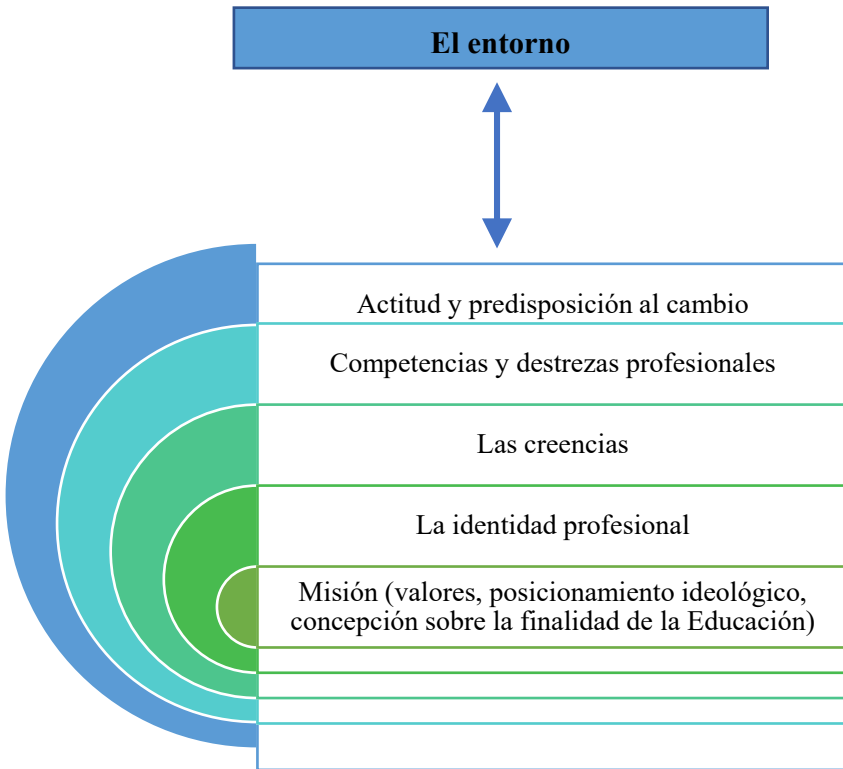 El entorno
Actitud y predisposición al cambio
Competencias y destrezas profesionales
Las creencias
La identidad profesional
Misión (valores, posicionamiento ideológico,
concepción sobre la finalidad de la Educación)